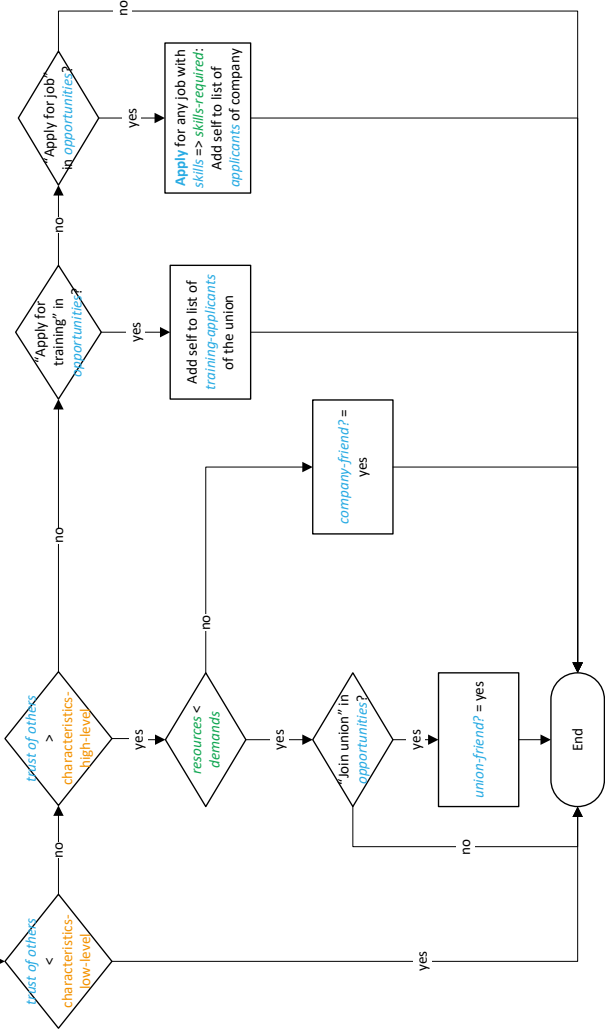 trust of others
<
characteristics-
low-level
no
yes
trust of others
>
characteristics-
high-level
no
yes
resources <
demands
no
yes
"Join union" in
opportunities?
no
yes
union-friend? = yes
company-friend? =
yes
"Apply for
training" in
opportunities?
no
yes
Add self to list of
training-applicants
of the union
"Apply for job"
in opportunities?
no
yes
Apply for any job with
skills => skills-required:
Add self to list of
applicants of company
End